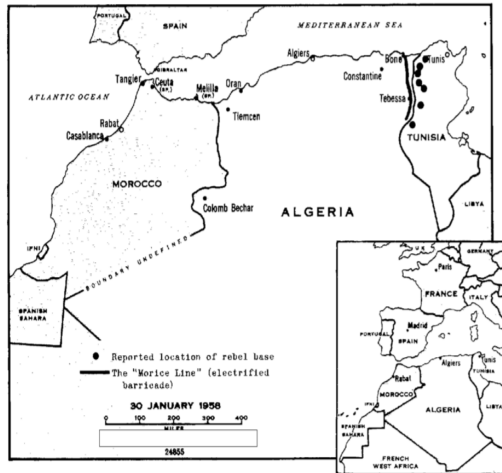 PORTUGAL
SPAIN
MEDITERRANEAN SEA
GIBRALTAR
Algiers
Bone
Tunis
Tangier
Ceuta
(SP.)
Constantine
Oran
Melilla
(SP.)
ATLANTIC OCEAN
Tebessa
Tlemcen
Rabat
Casablanca
TUNISIA
MOROCCO
LIBYA
Colomb Bechar
ALGERIA
IFNI
BOUNDARY UNDEFINED
SPANISH
SAHARA
Reported location of rebel base
The "Morice Line" (electrified
barricade)
30 JANUARY 1958
0 100 200 300 400
MILES
24855
U.K.
GERMANY
Paris
FRANCE
ITALY
PORTUGAL
Madrid
SPAIN
Algiers
Tunis
TUNISIA
Rabat
MOROCCO
IFNI
ALGERIA
LIBYA
SPANISH
SAHARA
FRENCH
WEST AFRICA